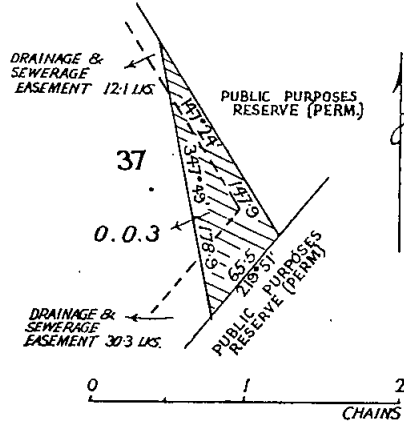 DRAINAGE &
SEWERAGE
EASEMENT 12·1 LKS.
PUBLIC PURPOSES
RESERVE (PERM.)
147°24'
37
347°49'
147·9
0.0.3
178·9
65·5
219°51'
PUBLIC PURPOSES
RESERVE (PERM)
DRAINAGE &
SEWERAGE
EASEMENT 30·3 LKS.
0 1 2
CHAINS